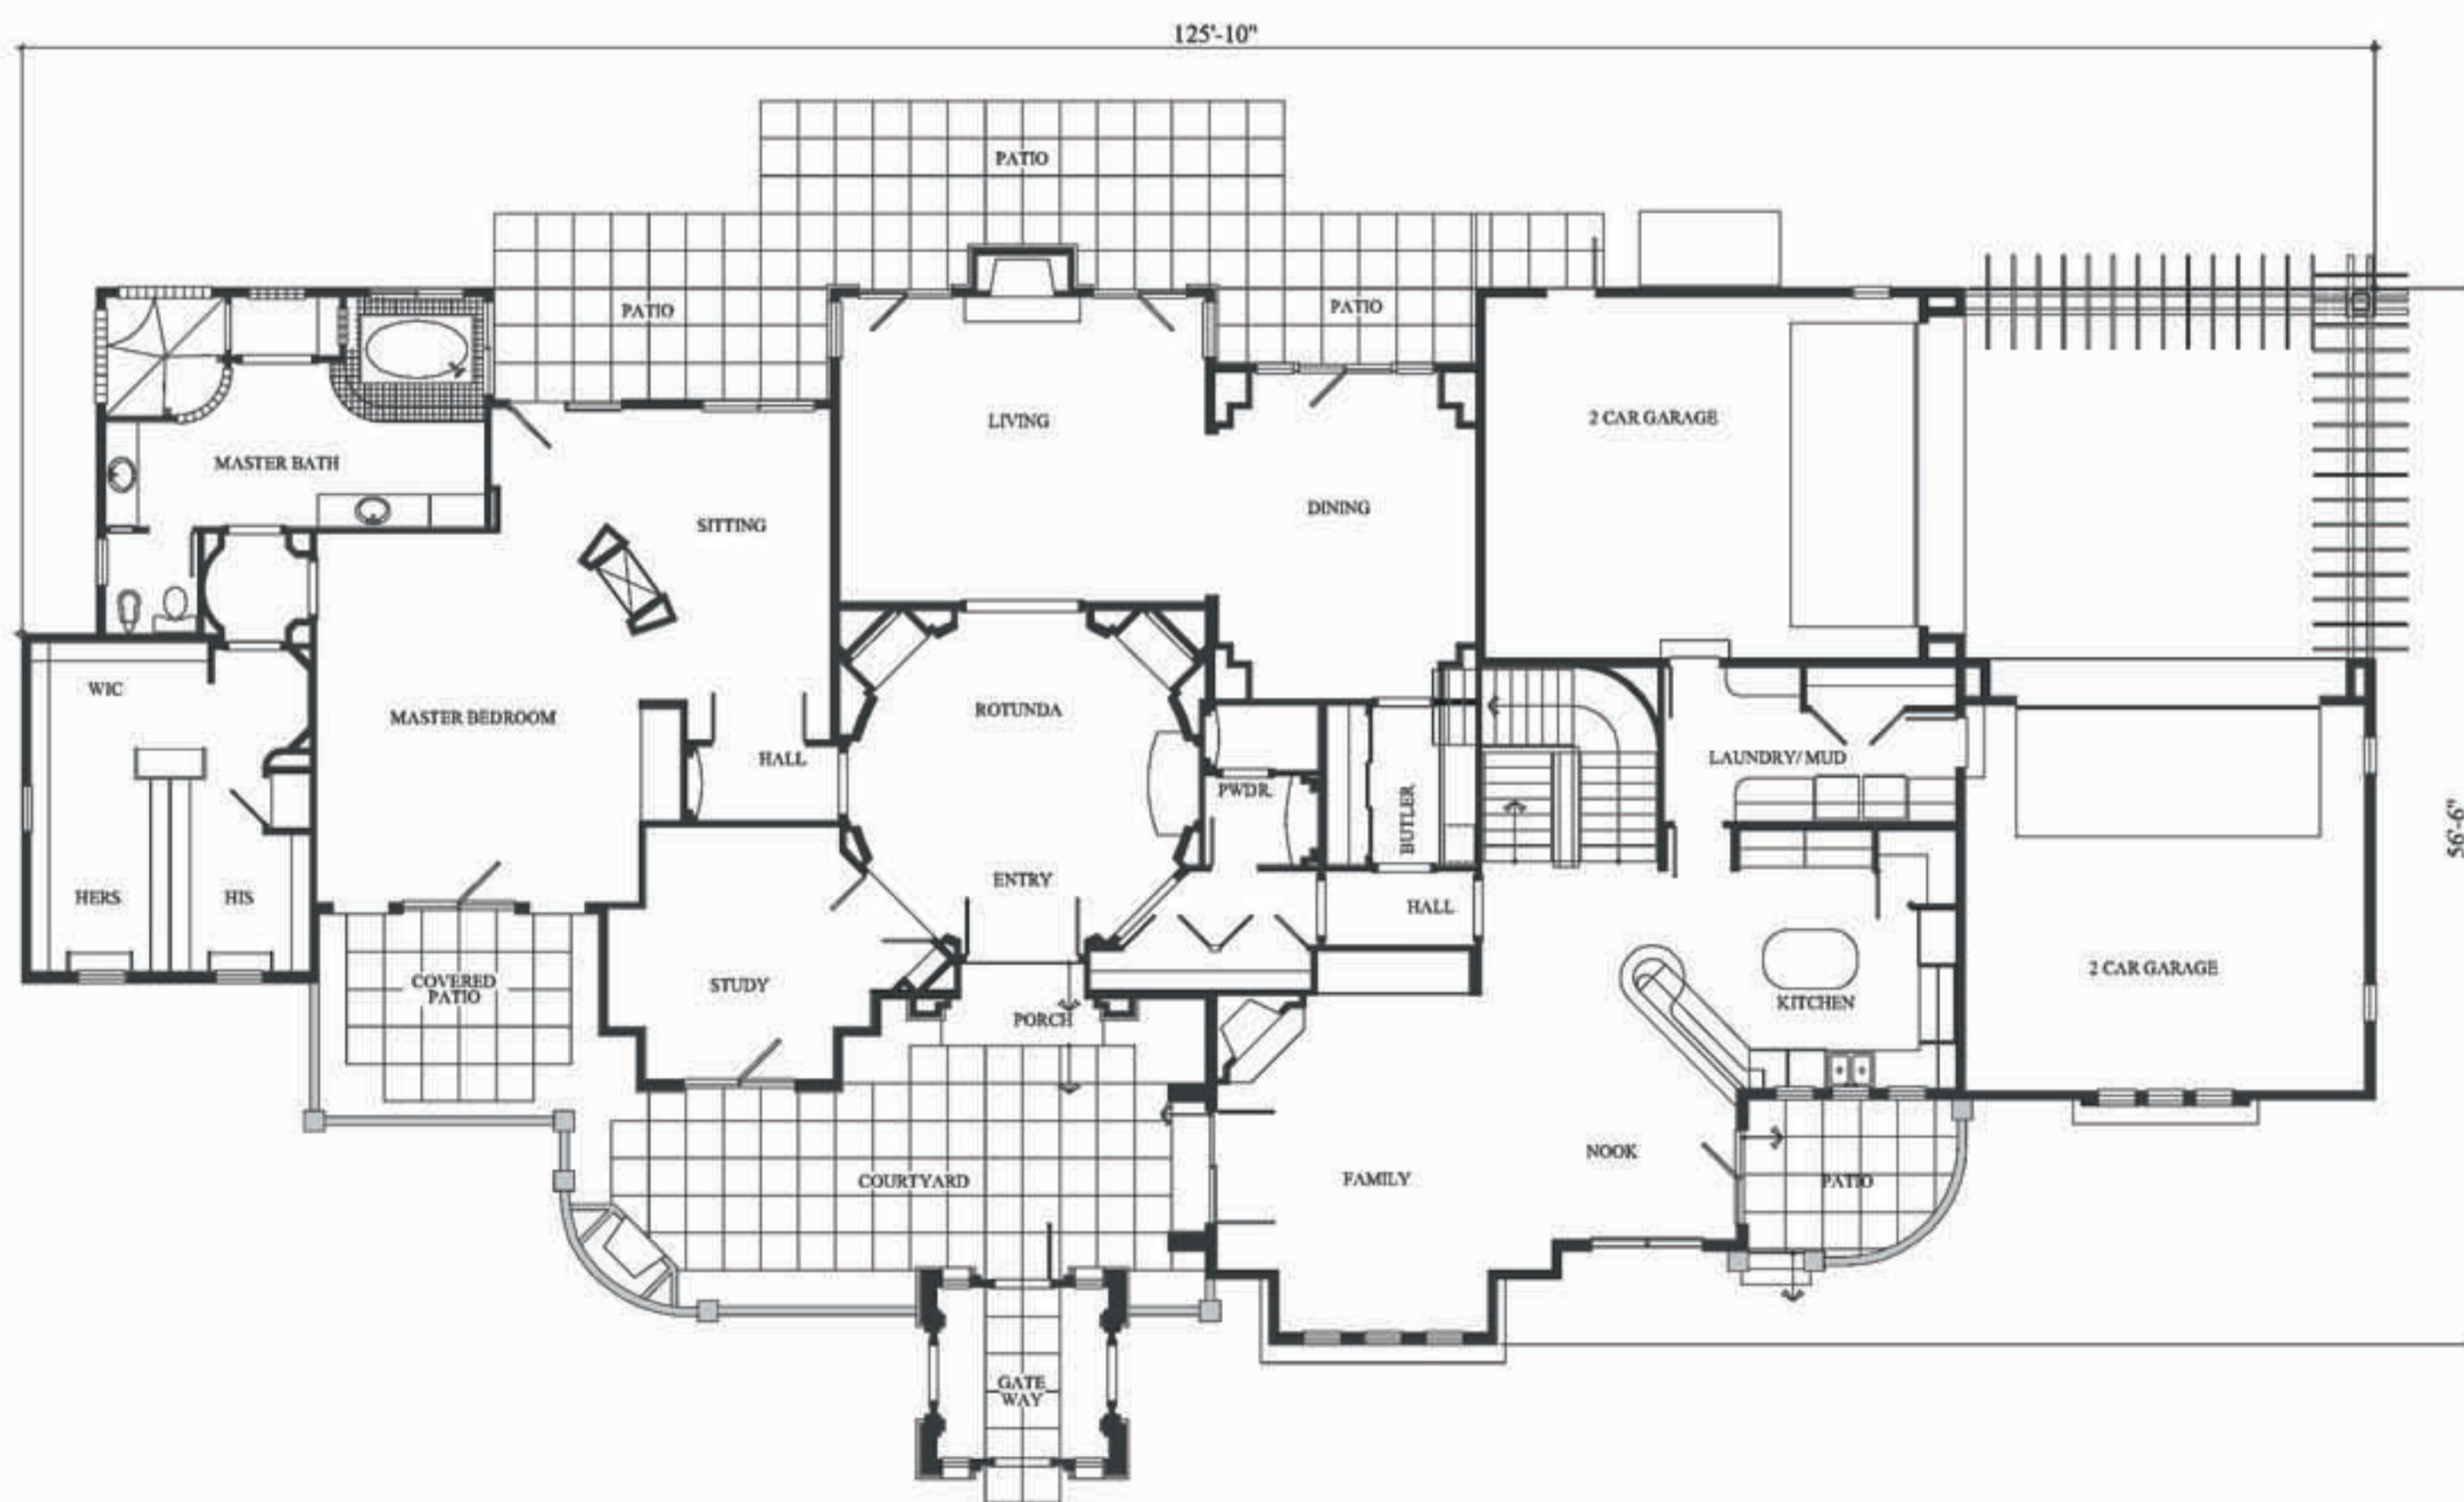 125'-10"
PATIO
PATIO
PATIO
LIVING
2 CAR GARAGE
MASTER BATH
DINING
SITTING
WIC
MASTER BEDROOM
ROTUNDA
HALL
LAUNDRY/ MUD
PWDR.
BUTLER
56'-6"
ENTRY
HERS
HIS
HALL
2 CAR GARAGE
COVERED
PATIO
STUDY
KITCHEN
PORCH
NOOK
FAMILY
COURTYARD
PATIO
GATE
WAY